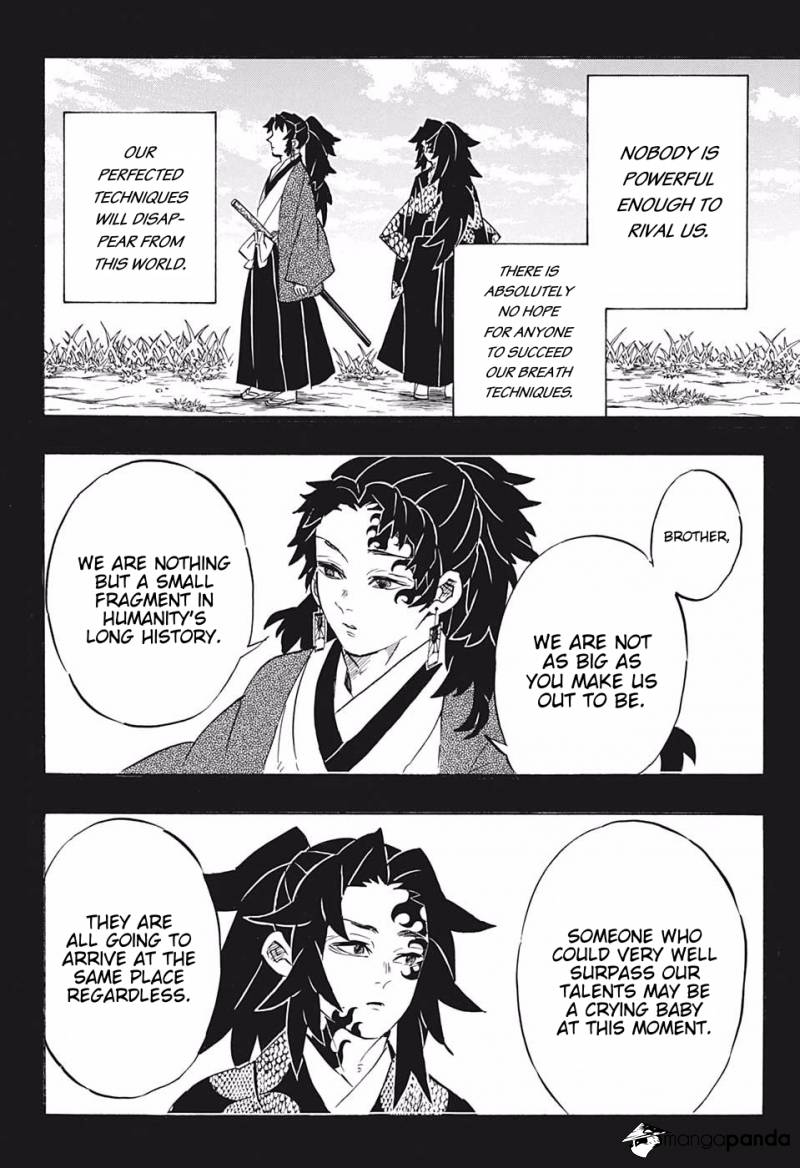 NOBODY IS
POWERFUL
ENOUGH TO
RIVAL US.
THERE IS
ABSOLUTELY
NO HOPE
FOR ANYONE
TO SUCCEED
OUR BREATH
TECHNIQUES.
OUR
PERFECTED
TECHNIQUES
WILL DISAP-
PEAR FROM
THIS WORLD.
BROTHER,
WE ARE NOT
AS BIG AS
YOU MAKE US
OUT TO BE.
WE ARE NOTHING
BUT A SMALL
FRAGMENT IN
HUMANITY'S
LONG HISTORY.
SOMEONE WHO
COULD VERY WELL
SURPASS OUR
TALENTS MAY BE
A CRYING BABY
AT THIS MOMENT.
THEY ARE
ALL GOING TO
ARRIVE AT THE
SAME PLACE
REGARDLESS.
mangapanda